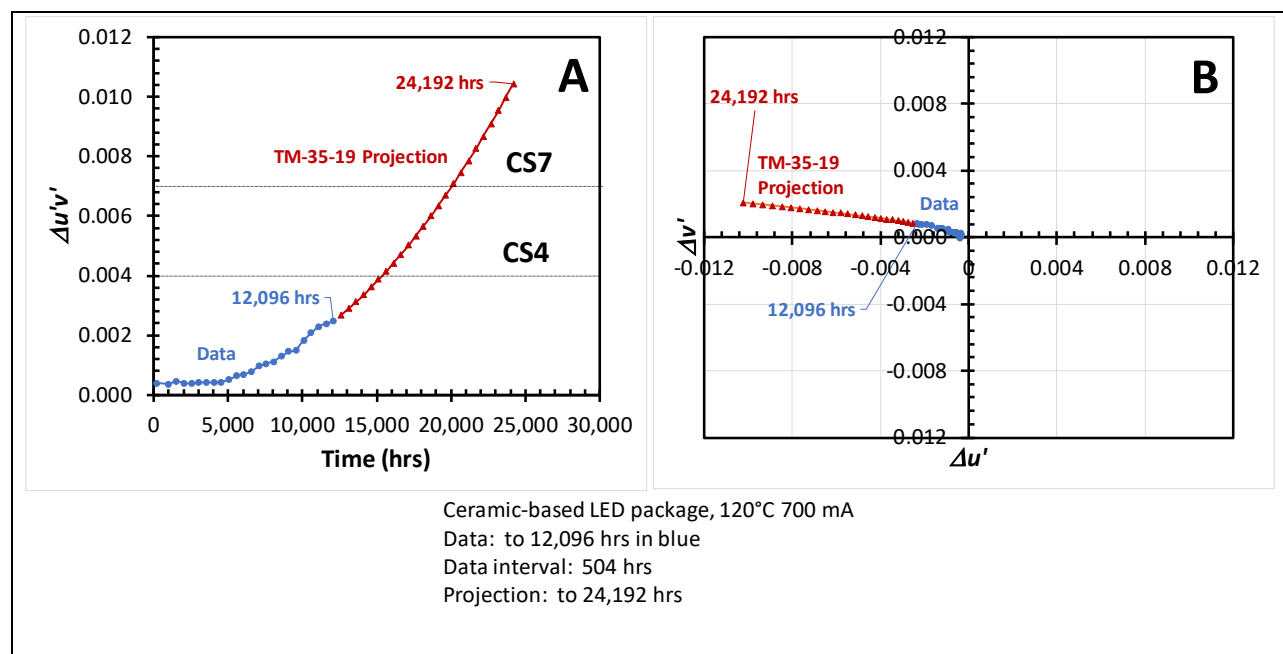 A
Δu'v'
0.012
0.010
0.008
0.006
0.004
0.002
0.000
24,192 hrs
TM-35-19 Projection
CS7
CS4
12,096 hrs
Data
0 5,000 10,000 15,000 20,000 25,000 30,000
Time (hrs)
B
Δv'
0.012
0.008
0.004
0.000
-0.004
-0.008
-0.012
24,192 hrs
TM-35-19
Projection
Data
-0.012 -0.008 -0.004 0 0.004 0.008 0.012
12,096 hrs
Δu'
Ceramic-based LED package, 120°C 700 mA
Data: to 12,096 hrs in blue
Data interval: 504 hrs
Projection: to 24,192 hrs